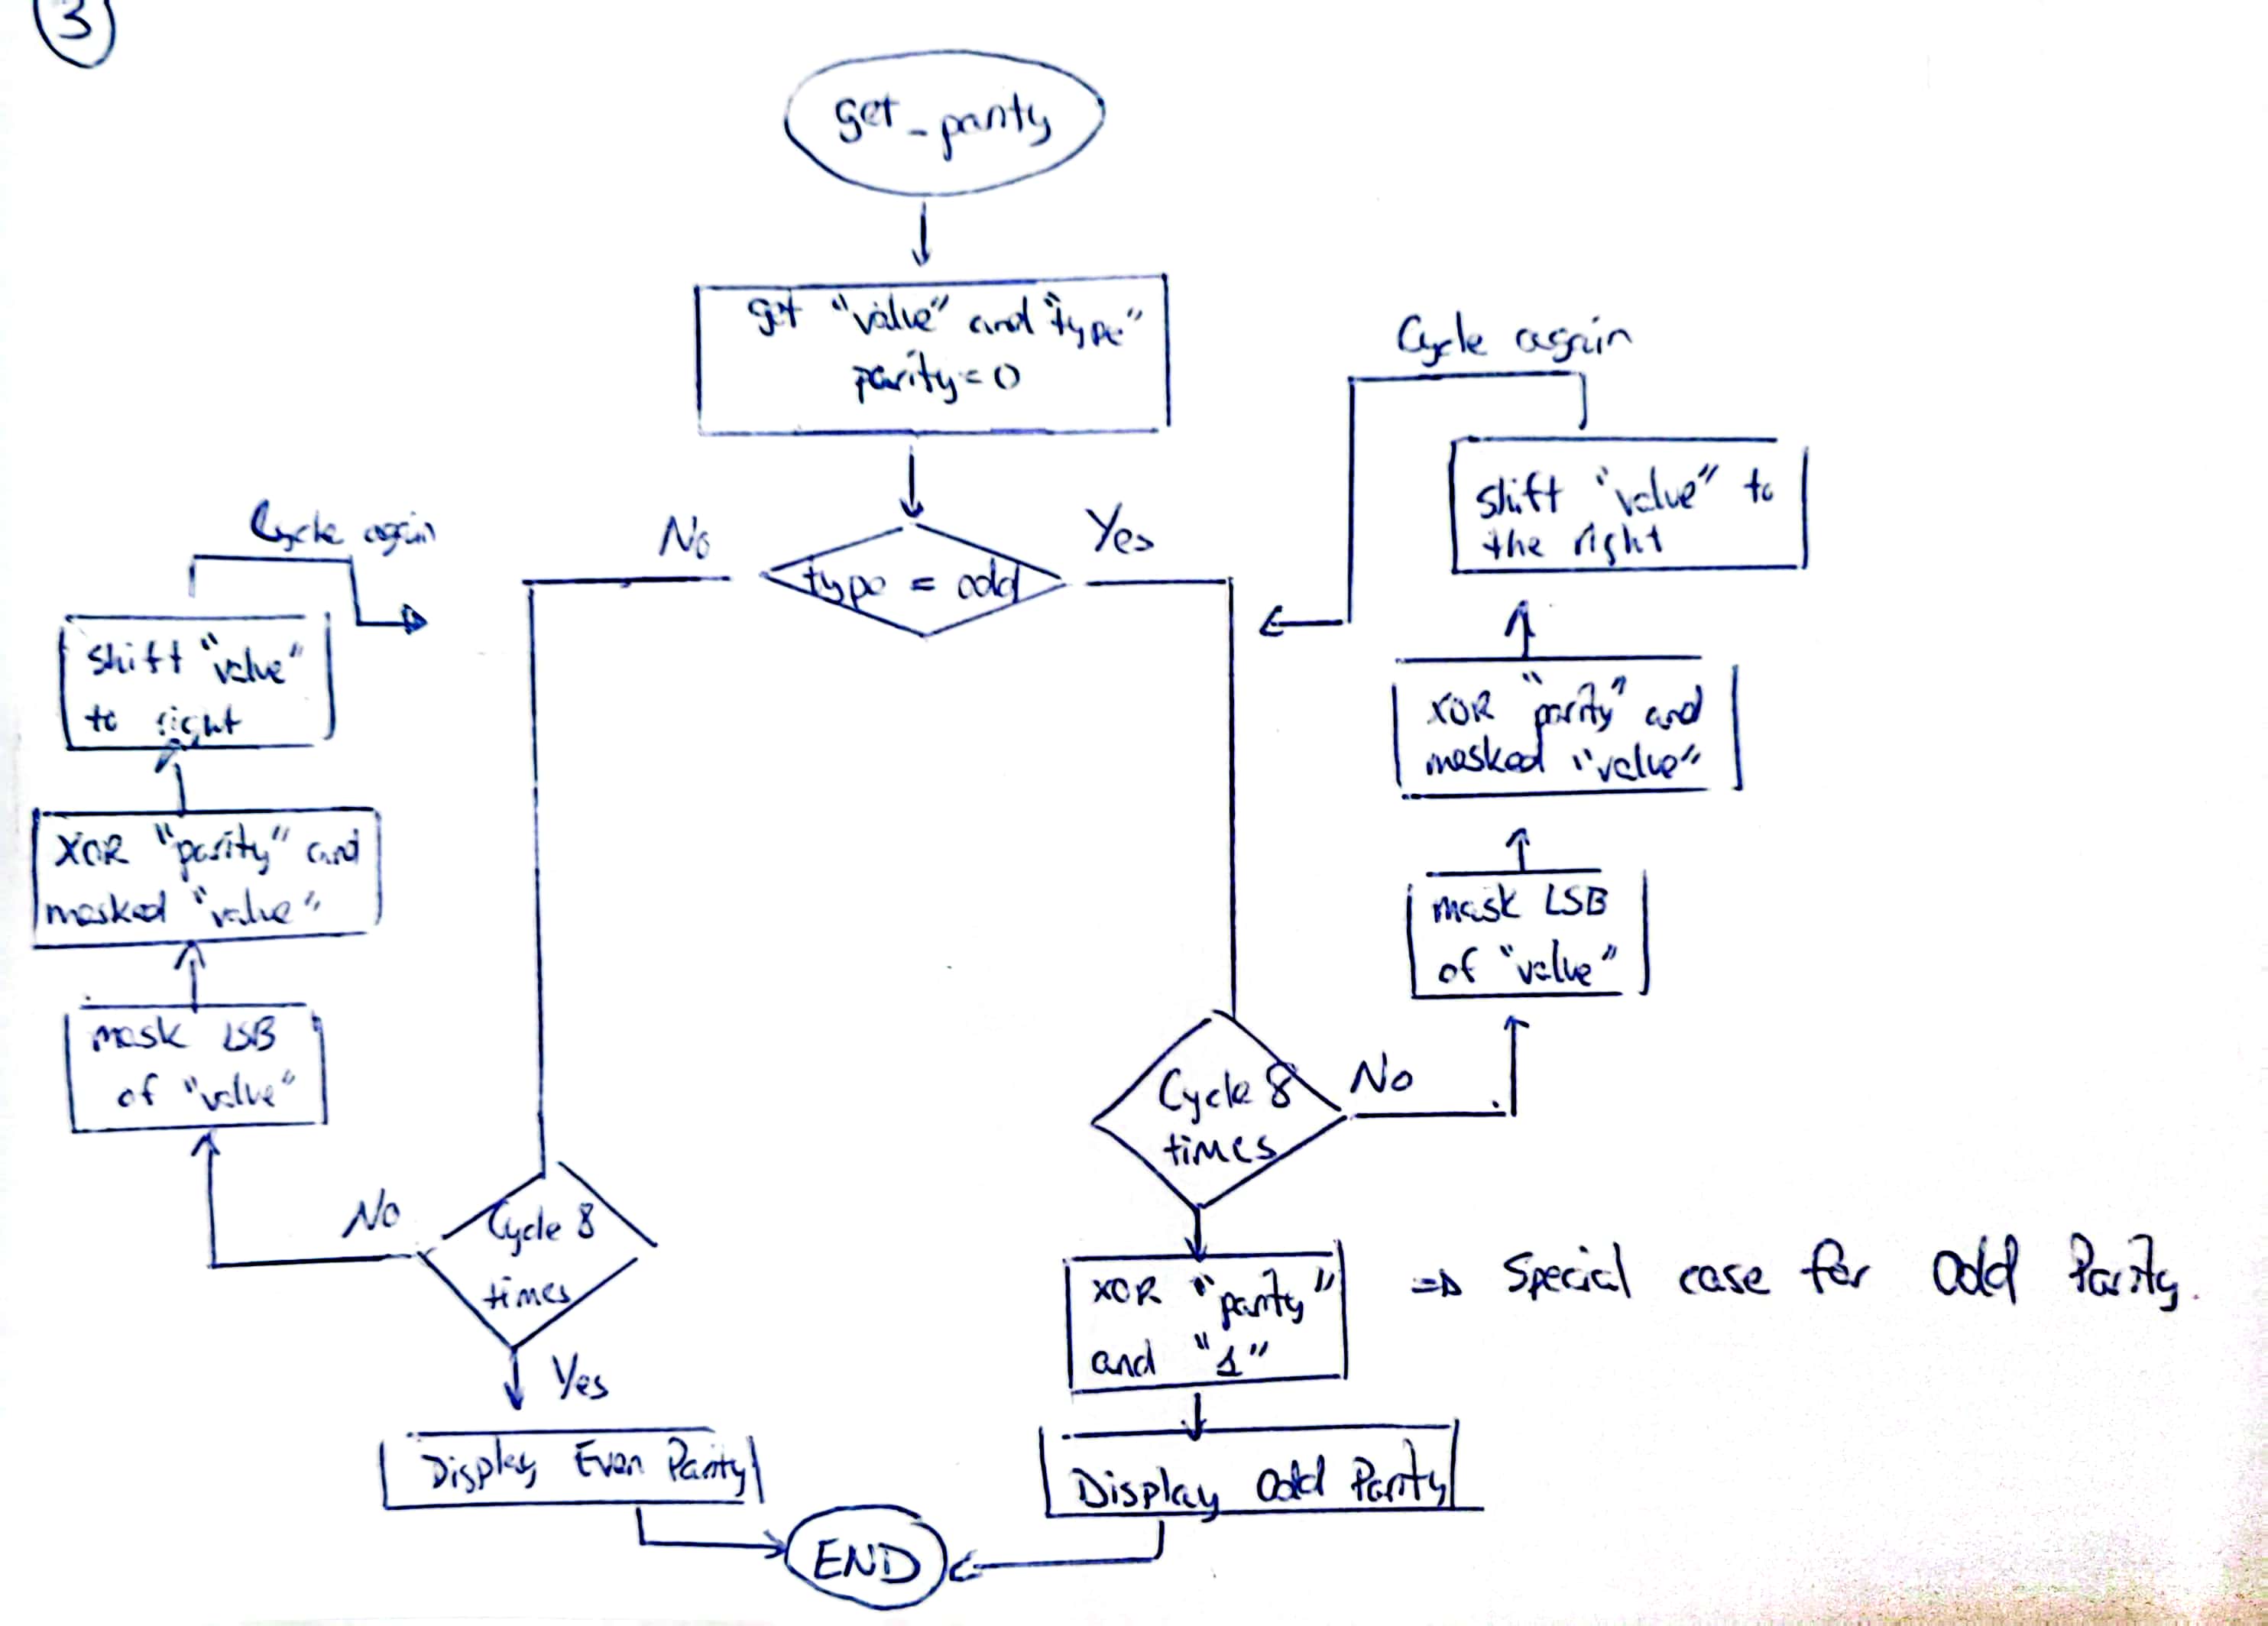 3
get_parity
get "value" and "type"
parity=0
type = odd
No
Yes
Cycle again
shift "value"
to right
XOR "parity" and
masked "value"
mask LSB
of "value"
No
Cycle 8
times
Yes
Display Even Parity
Cycle again
shift "value" to
the right
XOR "parity" and
masked "value"
mask LSB
of "value"
No
Cycle 8
times
XOR "parity"
and "1"
=> Special case for Odd Parity.
Display Odd Parity
END